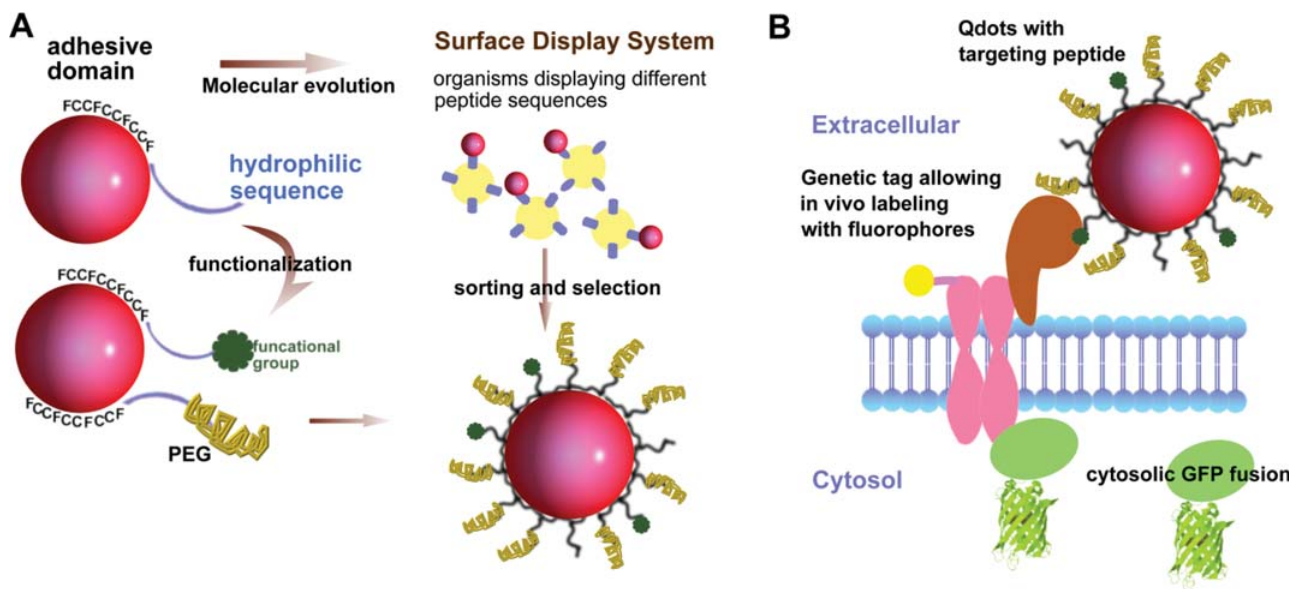 A
adhesive
domain
FCCFCCFCCF
Molecular evolution
hydrophilic
sequence
functionalization
FCCFCCFCCF
funcational
group
FCCFCCFCCF
PEG
Surface Display System
organisms displaying different
peptide sequences
sorting and selection
B
Qdots with
targeting peptide
Extracellular
Genetic tag allowing
in vivo labeling
with fluorophores
Cytosol
cytosolic GFP fusion